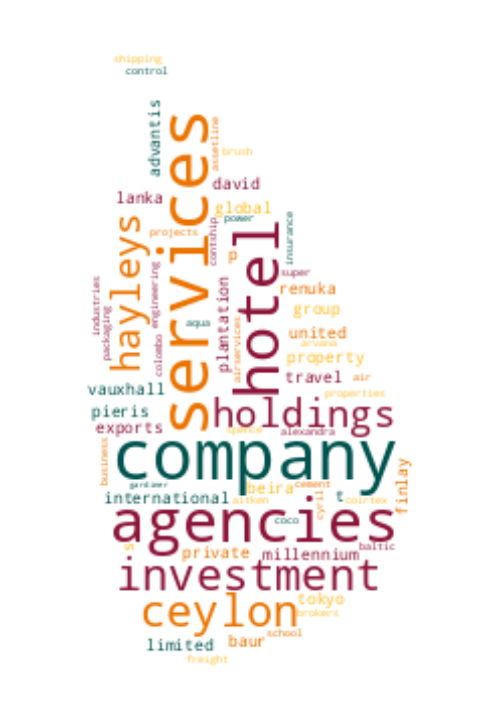 shipping
control
advantis
services
assetline
brush
david
lanka
global
power
hayleys
projects
contship
p
hotel
insurance
industries
packaging
engineering
colombo
aqua
airservices
plantation
super
renuka
group
united
arvana
property
travel
air
properties
vauxhall
pieris
exports
holdings
spence
alexandra
company
business
gardiner
international
beira
aitken
cement
cyril
t
coirtex
finlay
coco
agencies
st
private
millennium
baltic
investment
ceylon
tokyo
brokers
school
limited
baur
freight